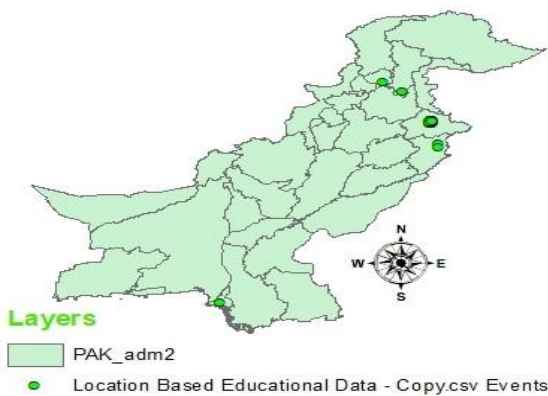 N
W E
S
Layers
PAK_adm2
Location Based Educational Data - Copy.csv Events